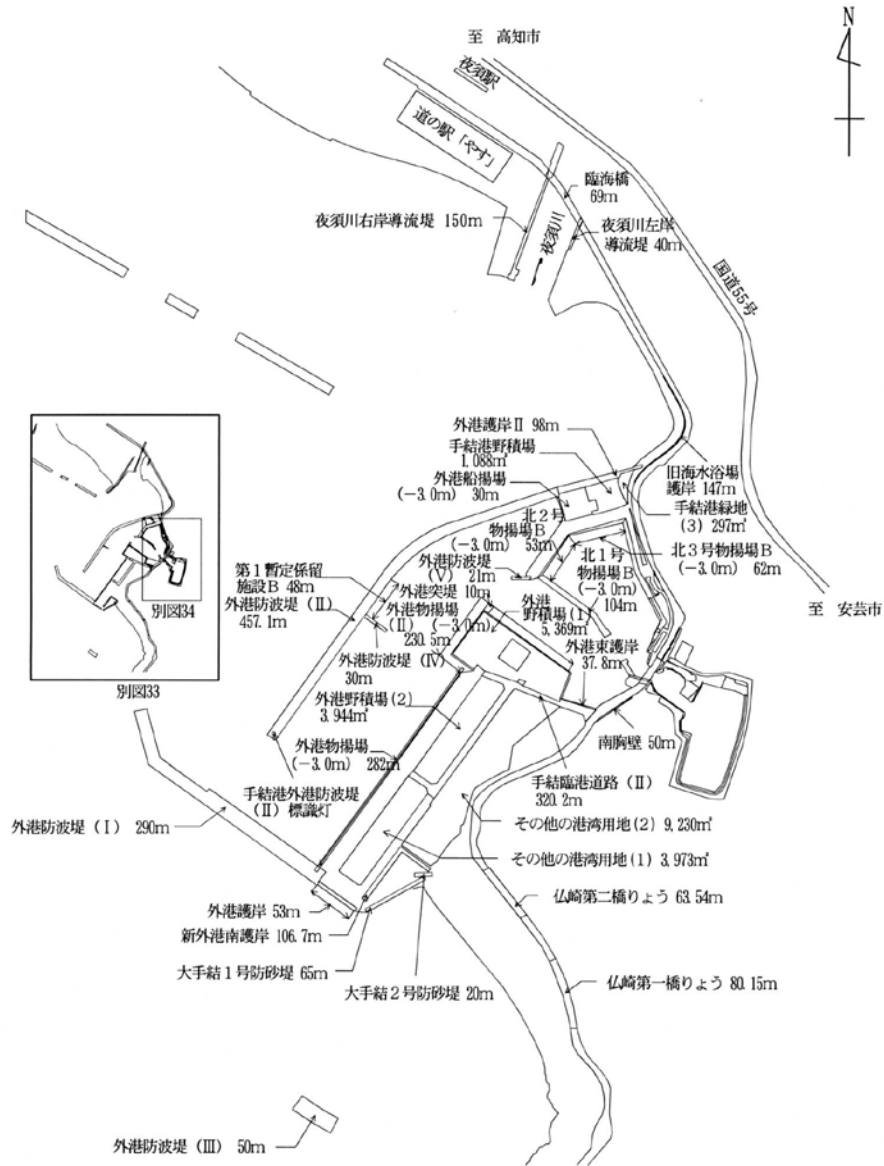 N
至 高知市
夜須駅
道の駅「やす」
臨海橋
69m
夜須川右岸導流堤 150m
夜須川
夜須川左岸
導流堤 40m
国道55号
外港護岸Ⅱ 98m
手結港野積場
1,088㎡
外港船揚場
(-3.0m) 30m
旧海水浴場
護岸 147m
手結港緑地
(3) 297㎡
北2号
物揚場B
(-3.0m) 53m
北1号
物揚場B
(-3.0m)
104m
北3号物揚場B
(-3.0m) 62m
外港防波堤
(Ⅴ) 21m
外港突堤 10m
第1暫定係留
施設B 48m
外港防波堤 (Ⅱ)
457.1m
外港物揚場
(Ⅱ) (-3.0m)
230.5m
外港
野積場(1)
5,369㎡
至 安芸市
別図34
別図33
外港防波堤 (Ⅳ)
30m
外港東護岸
37.8m
外港野積場(2)
3,944㎡
南胸壁 50m
外港物揚場
(-3.0m) 282m
手結港外港防波堤
(Ⅱ) 標識灯
手結臨港道路 (Ⅱ)
320.2m
外港防波堤 (Ⅰ) 290m
その他の港湾用地(2) 9,230㎡
その他の港湾用地(1) 3,973㎡
外港護岸 53m
仏崎第二橋りょう 63.54m
新外港南護岸 106.7m
大手結1号防砂堤 65m
仏崎第一橋りょう 80.15m
大手結2号防砂堤 20m
外港防波堤 (Ⅲ) 50m